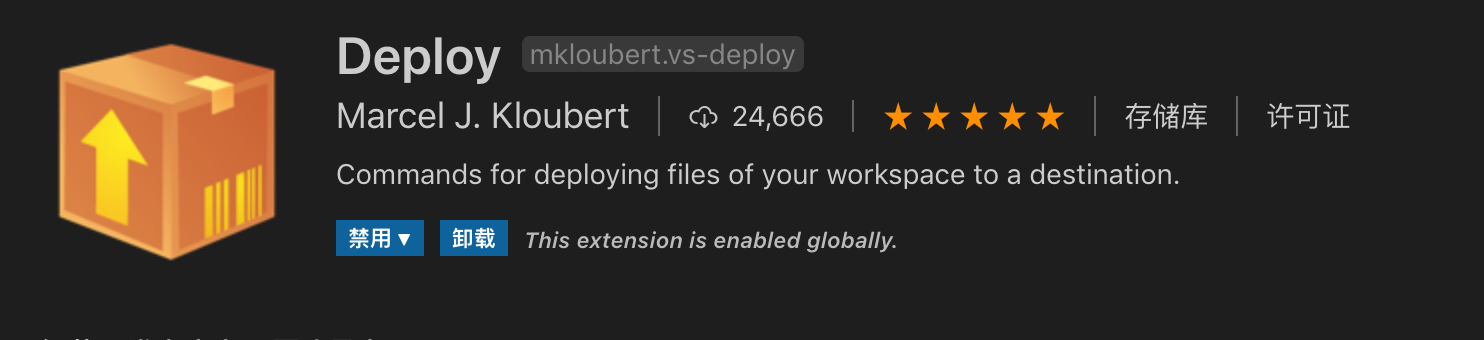 Deploy mkloubert.vs-deploy
Marcel J. Kloubert 24,666 存储库 许可证
Commands for deploying files of your workspace to a destination.
禁用 卸载 This extension is enabled globally.